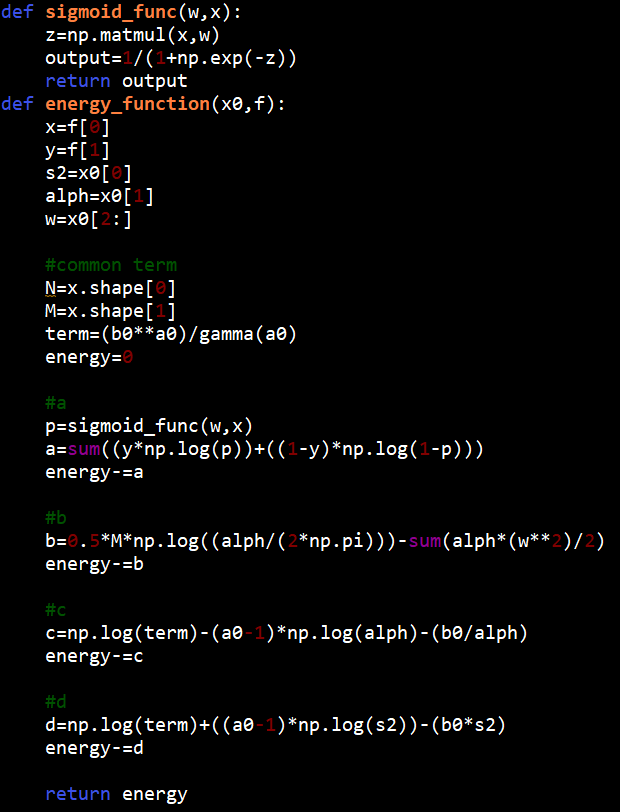 def sigmoid_func(w,x):
    z=np.matmul(x,w)
    output=1/(1+np.exp(-z))
    return output
def energy_function(x0,f):
    x=f[0]
    y=f[1]
    s2=x0[0]
    alph=x0[1]
    w=x0[2:]

    #common term
    N=x.shape[0]
    M=x.shape[1]
    term=(b0**a0)/gamma(a0)
    energy=0

    #a
    p=sigmoid_func(w,x)
    a=sum((y*np.log(p))+((1-y)*np.log(1-p)))
    energy-=a

    #b
    b=0.5*M*np.log((alph/(2*np.pi)))-sum(alph*(w**2)/2)
    energy-=b

    #c
    c=np.log(term)-(a0-1)*np.log(alph)-(b0/alph)
    energy-=c

    #d
    d=np.log(term)+((a0-1)*np.log(s2))-(b0*s2)
    energy-=d

    return energy